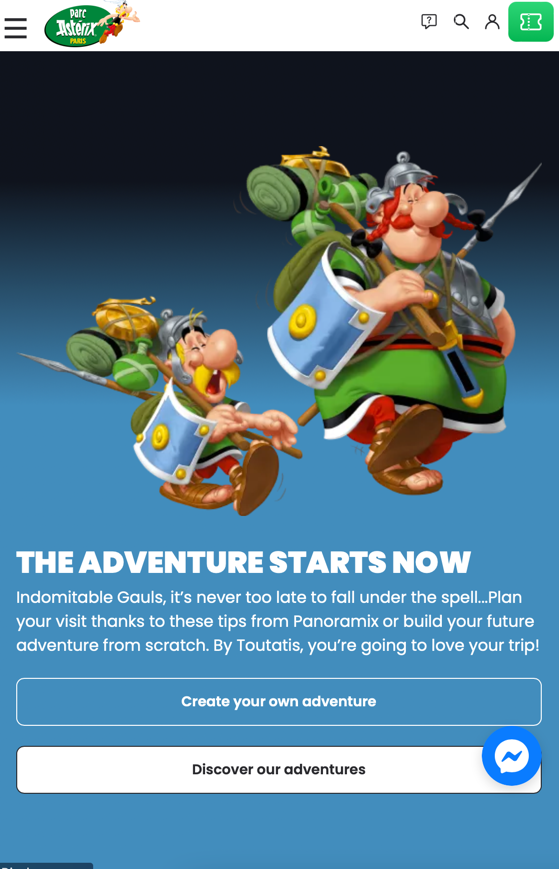 parc
Astérix
PARIS
?
THE ADVENTURE STARTS NOW
Indomitable Gauls, it's never too late to fall under the spell...Plan
your visit thanks to these tips from Panoramix or build your future
adventure from scratch. By Toutatis, you're going to love your trip!
Create your own adventure
Discover our adventures